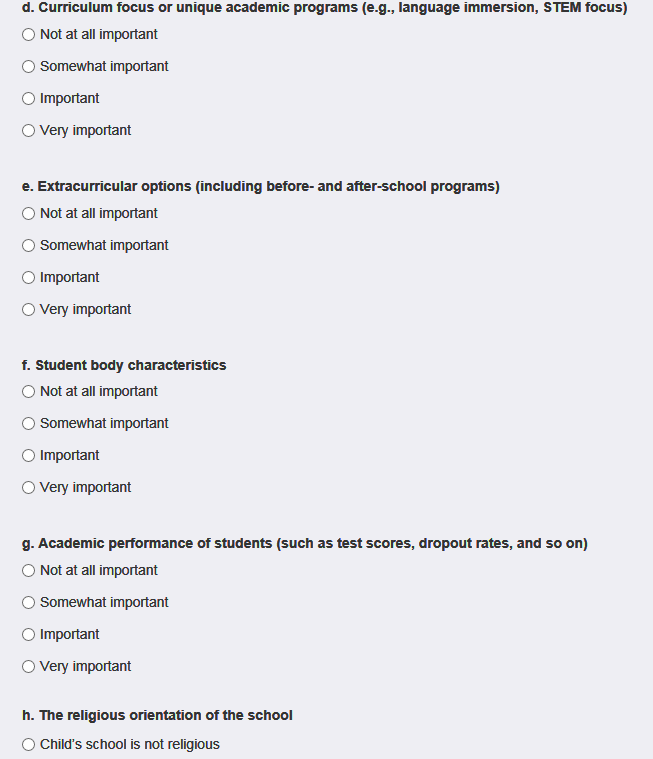 d. Curriculum focus or unique academic programs (e.g., language immersion, STEM focus)
Not at all important
Somewhat important
Important
Very important
e. Extracurricular options (including before- and after-school programs)
Not at all important
Somewhat important
Important
Very important
f. Student body characteristics
Not at all important
Somewhat important
Important
Very important
g. Academic performance of students (such as test scores, dropout rates, and so on)
Not at all important
Somewhat important
Important
Very important
h. The religious orientation of the school
Child's school is not religious